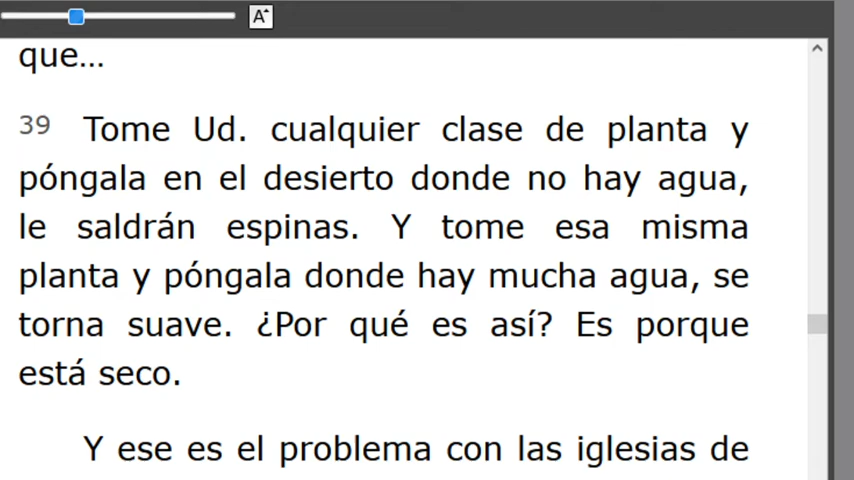 A
que...
39 Tome Ud. cualquier clase de planta y
póngala en el desierto donde no hay agua,
le saldrán espinas. Y tome esa misma
planta y póngala donde hay mucha agua, se
torna suave. ¿Por qué es así? Es porque
está seco.
Y ese es el problema con las iglesias de